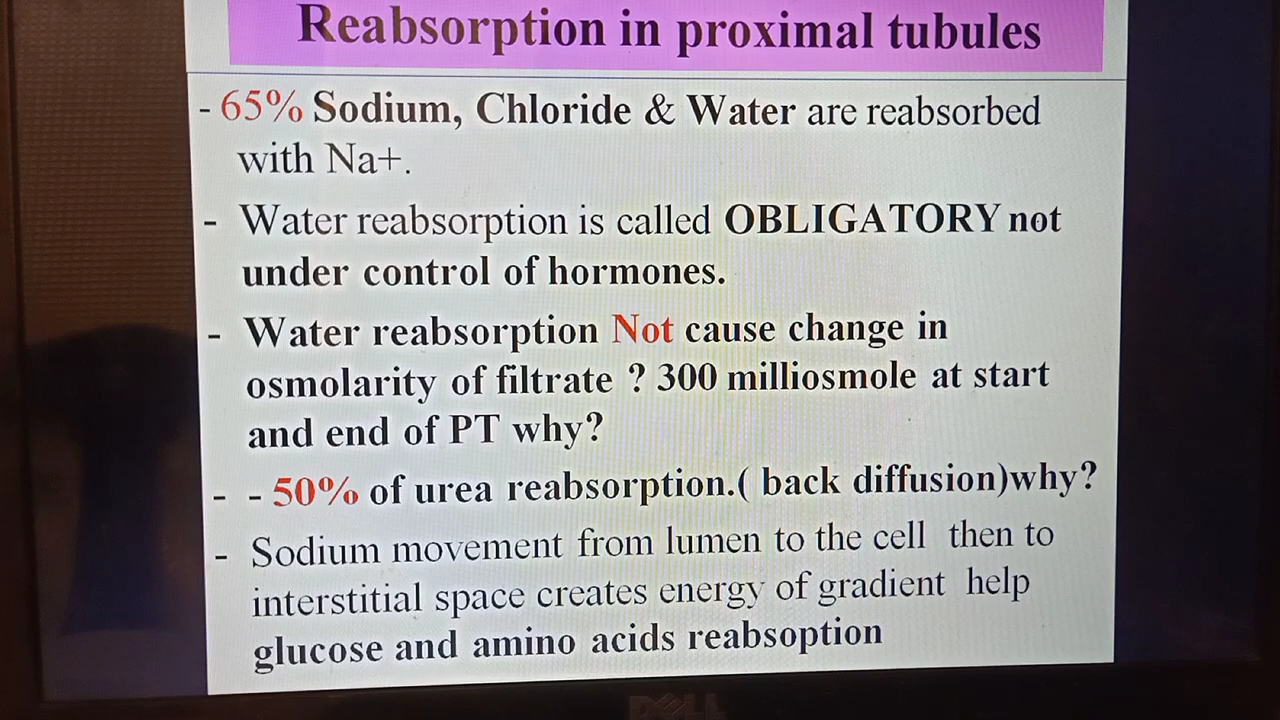 Reabsorption in proximal tubules
- 65% Sodium, Chloride & Water are reabsorbed
with Na+.
- Water reabsorption is called OBLIGATORY not
under control of hormones.
- Water reabsorption Not cause change in
osmolarity of filtrate ? 300 milliosmole at start
and end of PT why?
- - 50% of urea reabsorption.( back diffusion)why?
- Sodium movement from lumen to the cell then to
interstitial space creates energy of gradient help
glucose and amino acids reabsoption
DELL